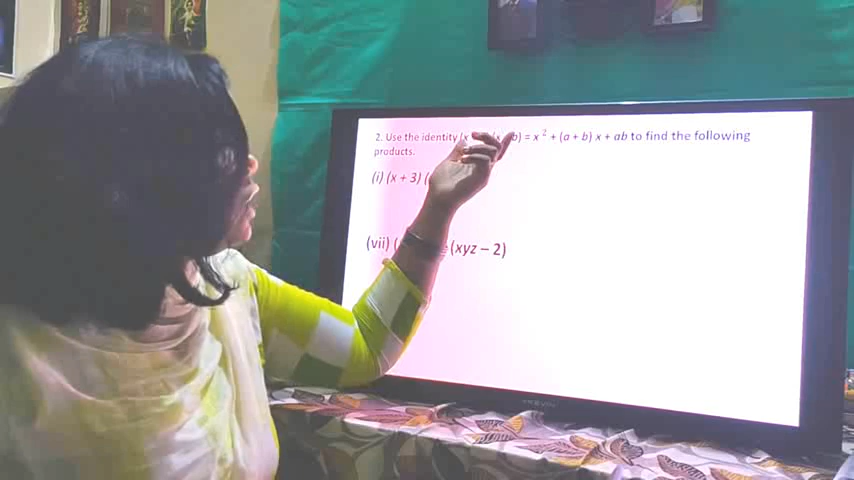 2. Use the identity (x b) = x² + (a + b) x + ab to find the following
products.
(i) (x + 3) (
(vii) ( (xyz – 2)